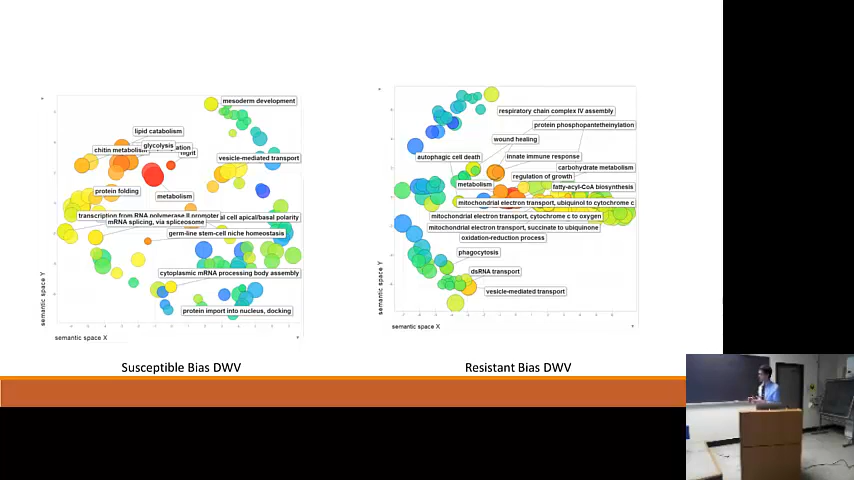 mesoderm development
lipid catabolism
chitin metabolism
glycolysis
vesicle-mediated transport
protein folding
metabolism
transcription from RNA polymerase II promoter
cell apical/basal polarity
mRNA splicing, via spliceosome
germ-line stem-cell niche homeostasis
cytoplasmic mRNA processing body assembly
protein import into nucleus, docking
semantic space Y
semantic space X
Susceptible Bias DWV
respiratory chain complex IV assembly
protein phosphopantetheinylation
wound healing
autophagic cell death
innate immune response
carbohydrate metabolism
regulation of growth
metabolism
fatty-acyl-CoA biosynthesis
mitochondrial electron transport, ubiquinol to cytochrome c
mitochondrial electron transport, cytochrome c to oxygen
mitochondrial electron transport, succinate to ubiquinone
oxidation-reduction process
phagocytosis
dsRNA transport
vesicle-mediated transport
semantic space Y
semantic space X
Resistant Bias DWV